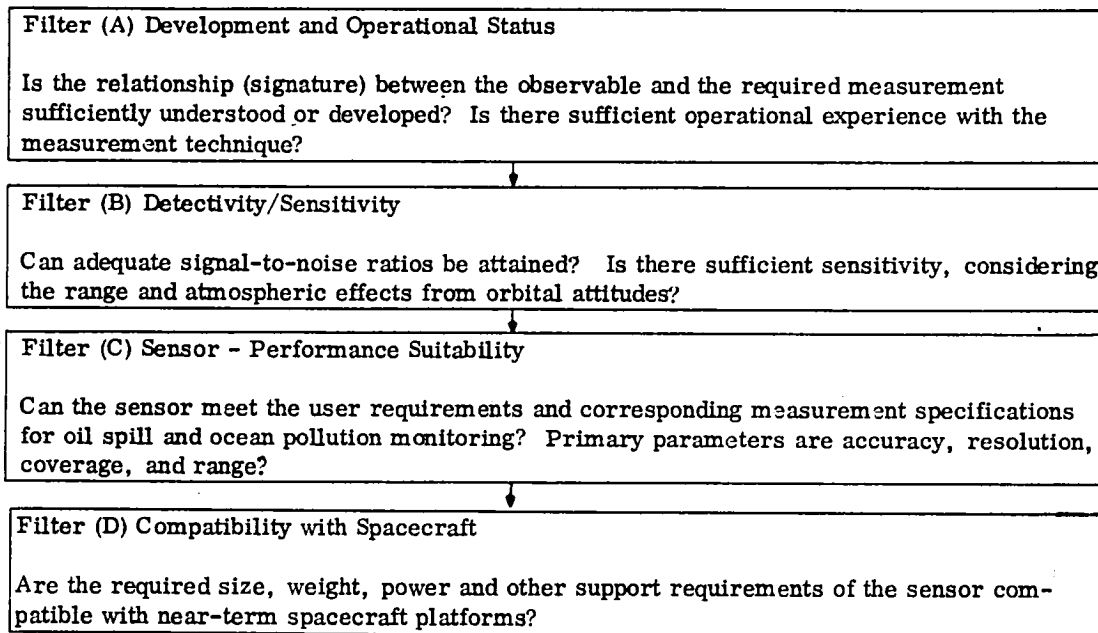 Filter (A) Development and Operational Status
Is the relationship (signature) between the observable and the required measurement
sufficiently understood or developed? Is there sufficient operational experience with the
measurement technique?
Filter (B) Detectivity/Sensitivity
Can adequate signal-to-noise ratios be attained? Is there sufficient sensitivity, considering
the range and atmospheric effects from orbital attitudes?
Filter (C) Sensor - Performance Suitability
Can the sensor meet the user requirements and corresponding measurement specifications
for oil spill and ocean pollution monitoring? Primary parameters are accuracy, resolution,
coverage, and range?
Filter (D) Compatibility with Spacecraft
Are the required size, weight, power and other support requirements of the sensor com-
patible with near-term spacecraft platforms?